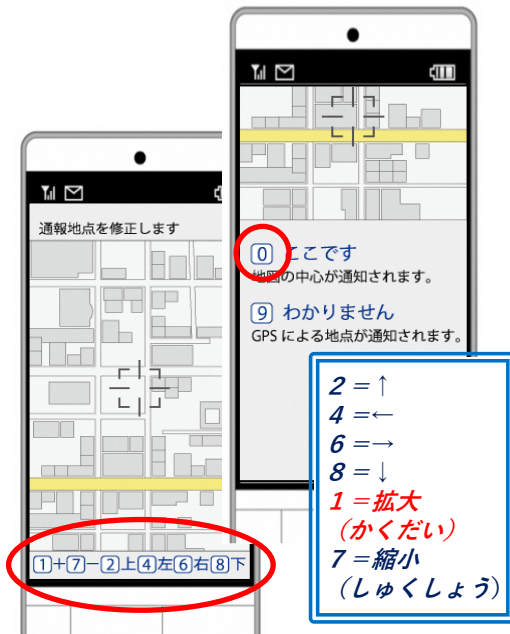 通報地点を修正します
1+7−2上4左6右8下
0 ここです
地図の中心が通知されます。
9 わかりません
GPSによる地点が通知されます。
2＝↑
4＝←
6＝→
8＝↓
1＝拡大
（かくだい）
7＝縮小
（しゅくしょう）